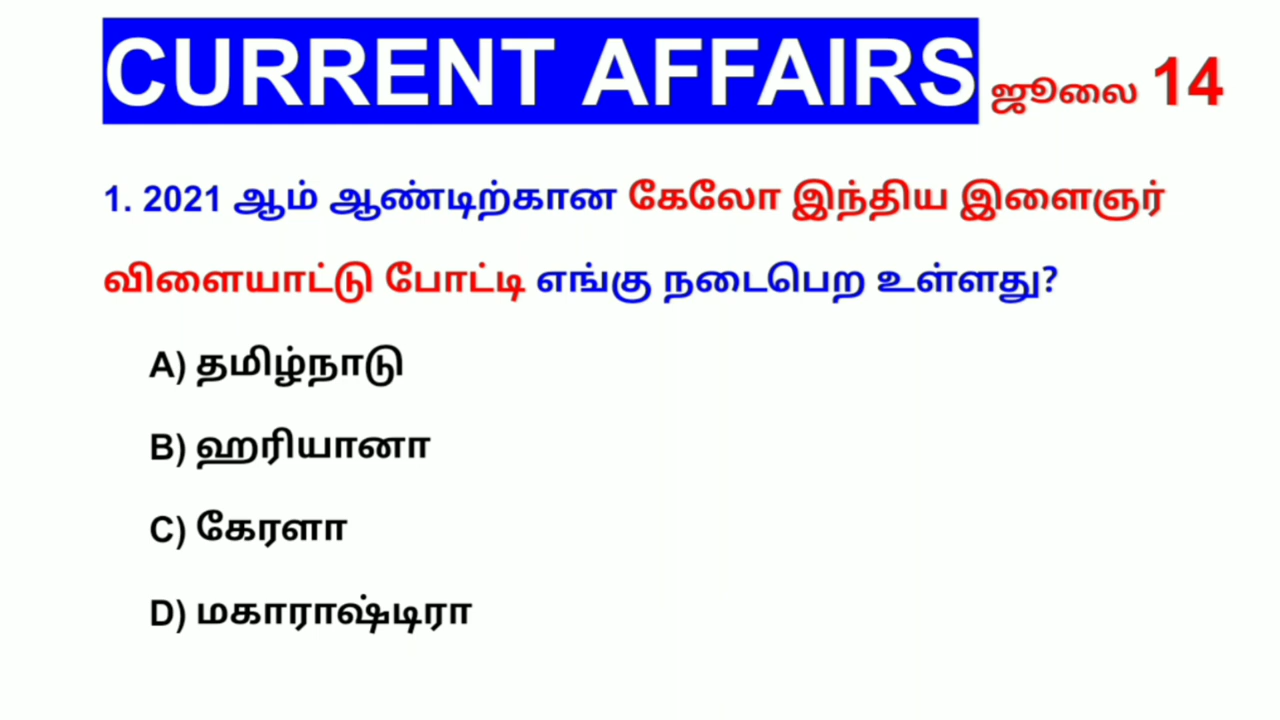 CURRENT AFFAIRS ஜூலை 14
1. 2021 ஆம் ஆண்டிற்கான கேலோ இந்திய இளைஞர்
விளையாட்டு போட்டி எங்கு நடைபெற உள்ளது?
A) தமிழ்நாடு
B) ஹரியானா
C) கேரளா
D) மகாராஷ்டிரா